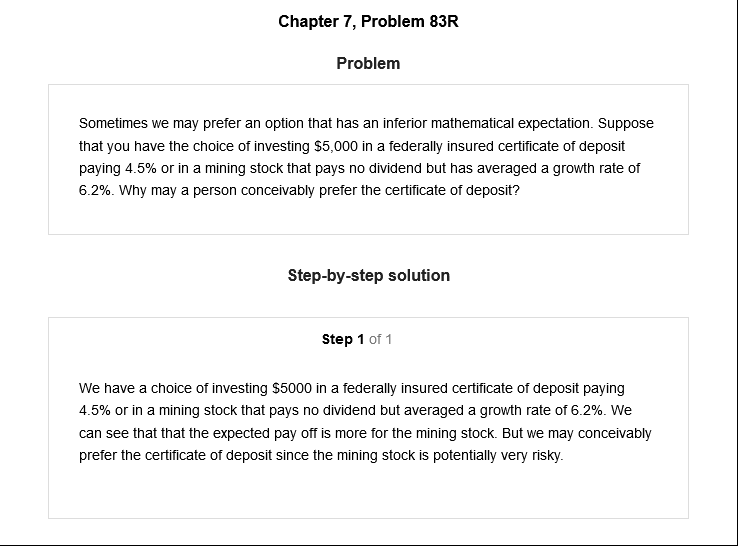 Chapter 7, Problem 83R
Problem
Sometimes we may prefer an option that has an inferior mathematical expectation. Suppose
that you have the choice of investing $5,000 in a federally insured certificate of deposit
paying 4.5% or in a mining stock that pays no dividend but has averaged a growth rate of
6.2%. Why may a person conceivably prefer the certificate of deposit?
Step-by-step solution
Step 1 of 1
We have a choice of investing $5000 in a federally insured certificate of deposit paying
4.5% or in a mining stock that pays no dividend but averaged a growth rate of 6.2%. We
can see that that the expected pay off is more for the mining stock. But we may conceivably
prefer the certificate of deposit since the mining stock is potentially very risky.